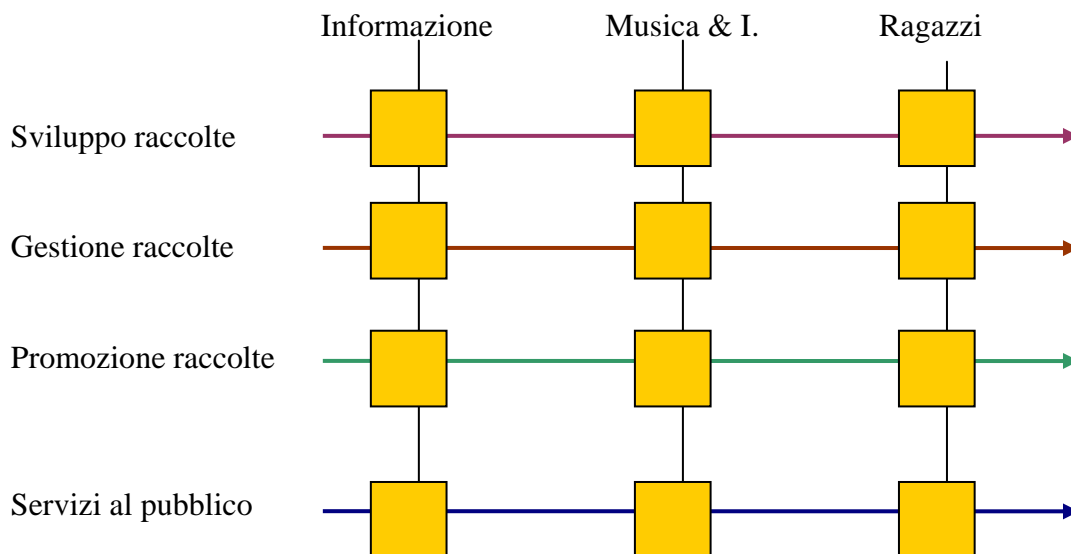 Informazione Musica & I. Ragazzi
Sviluppo raccolte
Gestione raccolte
Promozione raccolte
Servizi al pubblico